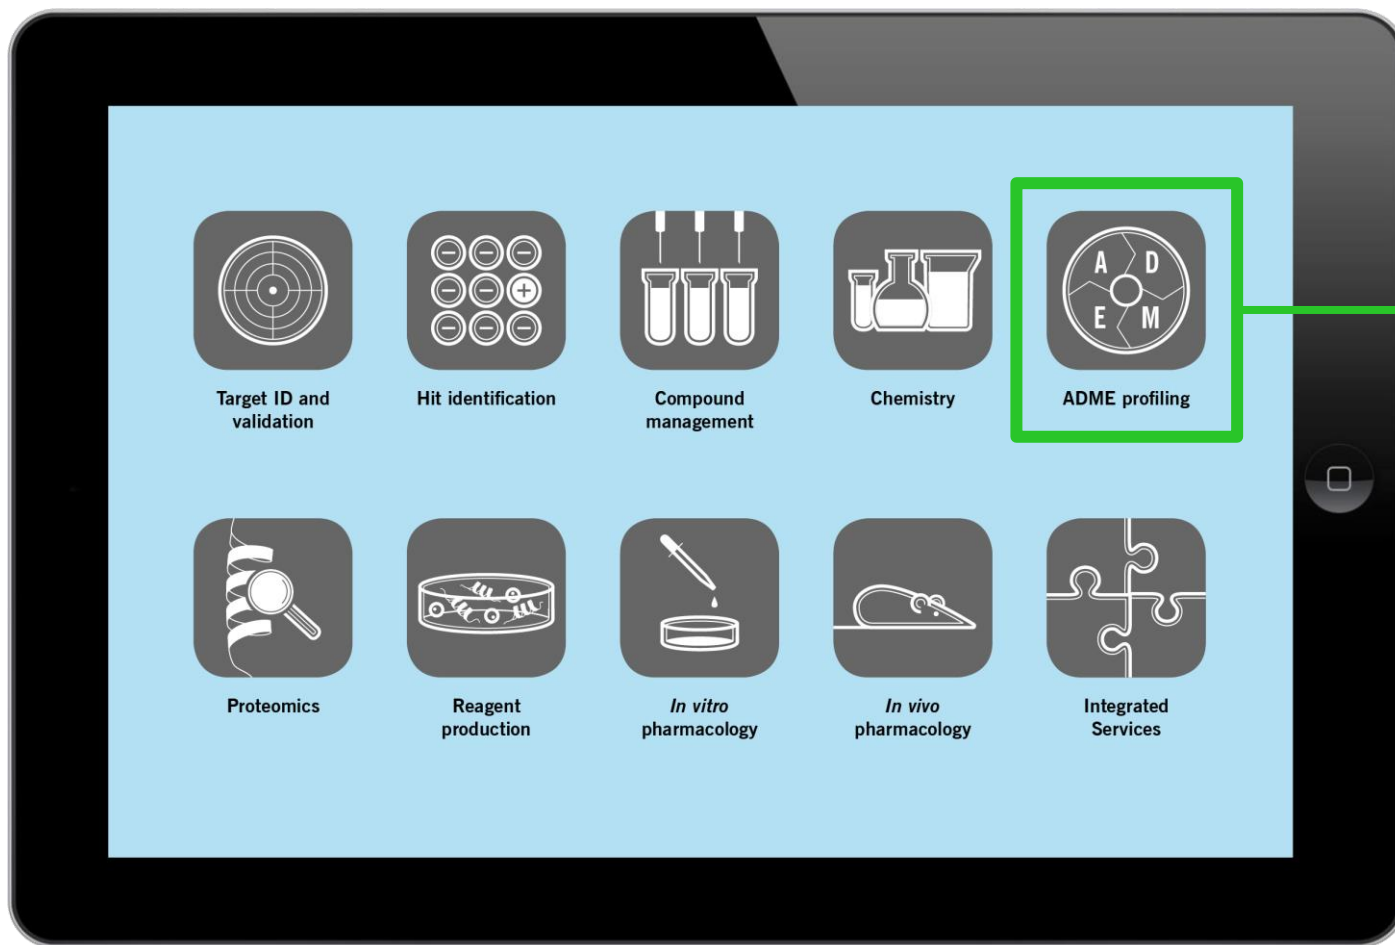 A D
E M
Target ID and
validation
Hit identification
Compound
management
Chemistry
ADME profiling
Proteomics
Reagent
production
In vitro
pharmacology
In vivo
pharmacology
Integrated
Services